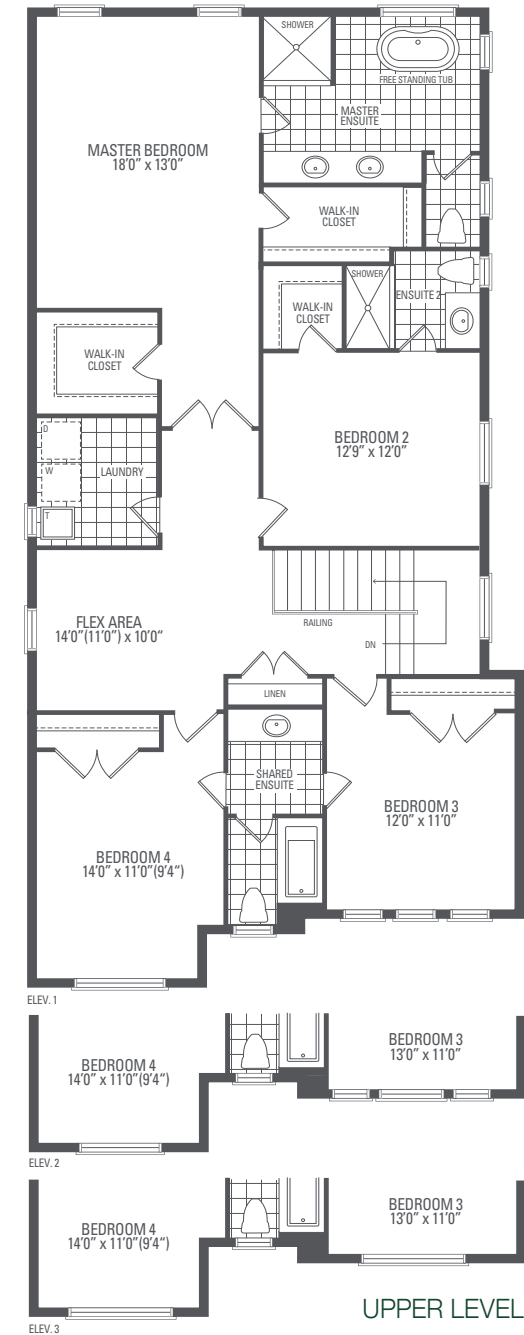 SHOWER
FREE STANDING TUB
MASTER
ENSUITE
MASTER BEDROOM
18'0" x 13'0"
WALK-IN
CLOSET
SHOWER
ENSUITE 2
WALK-IN
CLOSET
WALK-IN
CLOSET
D
W
T
LAUNDRY
BEDROOM 2
12'9" x 12'0"
FLEX AREA
14'0"(11'0") x 10'0"
RAILING
DN
LINEN
SHARED
ENSUITE
BEDROOM 3
12'0" x 11'0"
BEDROOM 4
14'0" x 11'0"(9'4")
ELEV. 1
BEDROOM 3
13'0" x 11'0"
BEDROOM 4
14'0" x 11'0"(9'4")
ELEV. 2
BEDROOM 3
13'0" x 11'0"
BEDROOM 4
14'0" x 11'0"(9'4")
UPPER LEVEL
ELEV. 3